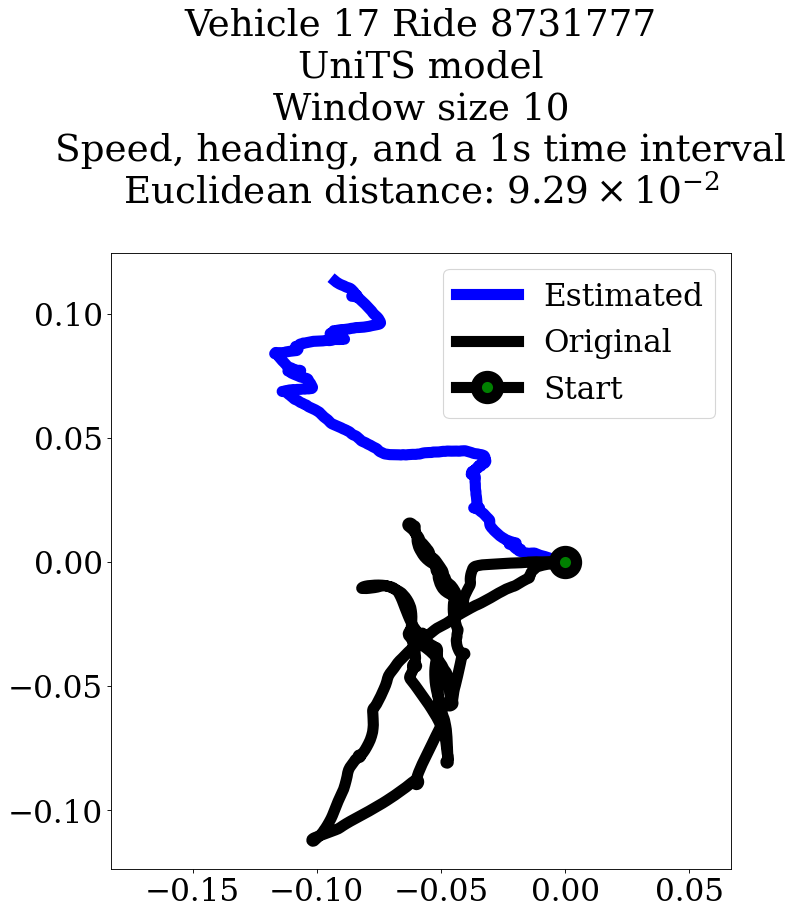 Vehicle 17 Ride 8731777
UniTS model
Window size 10
Speed, heading, and a 1s time interval
Euclidean distance: 9.29 × 10⁻²
Estimated
Original
Start
0.10
0.05
0.00
−0.05
−0.10
−0.15 −0.10 −0.05 0.00 0.05